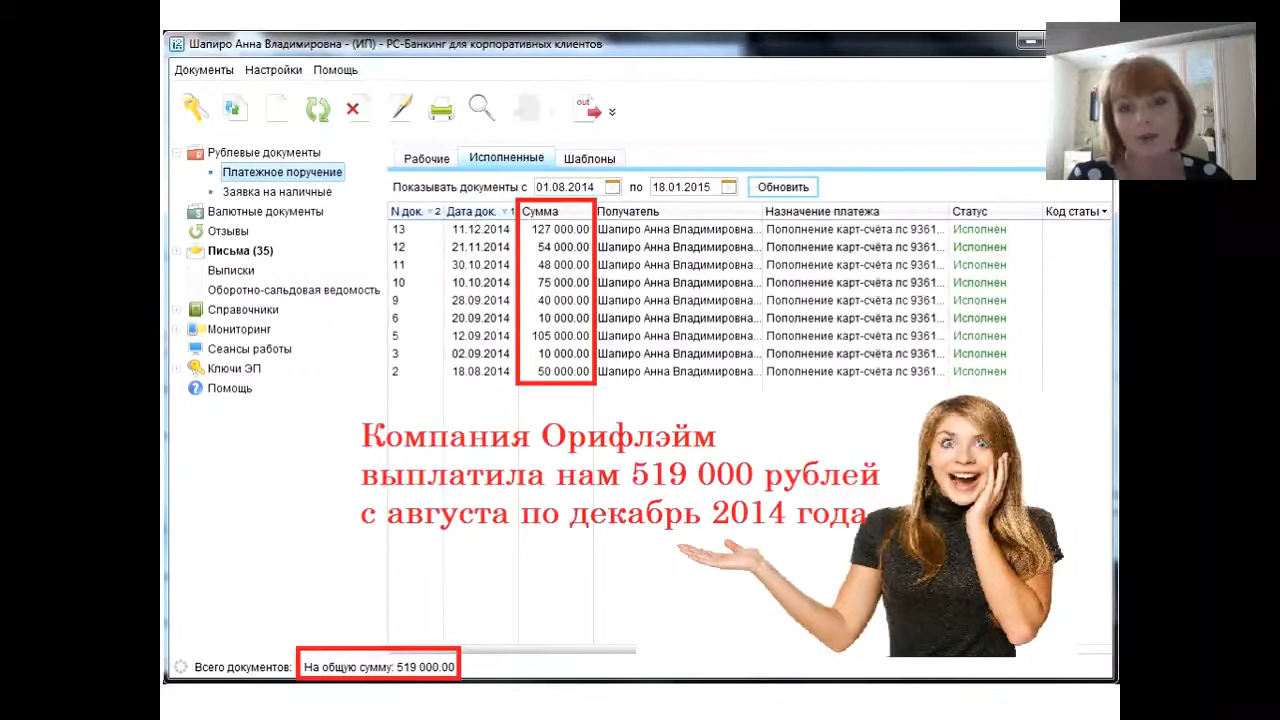 Шапиро Анна Владимировна - (ИП) - РС-Банкинг для корпоративных клиентов
Документы Настройки Помощь
out
Рублевые документы
Платежное поручение
Заявка на наличные
Валютные документы
Отзывы
Письма (35)
Выписки
Оборотно-сальдовая ведомость
Справочники
Мониторинг
Сеансы работы
Ключи ЭП
Помощь
Рабочие Исполненные Шаблоны
Показывать документы с 01.08.2014 по 18.01.2015 Обновить
N док. 2 Дата док. 1 Сумма Получатель Назначение платежа Статус Код статы
13 11.12.2014 127 000.00 Шапиро Анна Владимировна... Пополнение карт-счёта лс 9361... Исполнен
12 21.11.2014 54 000.00 Шапиро Анна Владимировна... Пополнение карт-счёта лс 9361... Исполнен
11 30.10.2014 48 000.00 Шапиро Анна Владимировна... Пополнение карт-счёта лс 9361... Исполнен
10 10.10.2014 75 000.00 Шапиро Анна Владимировна... Пополнение карт-счёта лс 9361... Исполнен
9 28.09.2014 40 000.00 Шапиро Анна Владимировна... Пополнение карт-счёта лс 9361... Исполнен
6 20.09.2014 10 000.00 Шапиро Анна Владимировна... Пополнение карт-счёта лс 9361... Исполнен
5 12.09.2014 105 000.00 Шапиро Анна Владимировна... Пополнение карт-счёта лс 9361... Исполнен
3 02.09.2014 10 000.00 Шапиро Анна Владимировна... Пополнение карт-счёта лс 9361... Исполнен
2 18.08.2014 50 000.00 Шапиро Анна Владимировна... Пополнение карт-счёта лс 9361... Исполнен
Компания Орифлэйм
выплатила нам 519 000 рублей
с августа по декабрь 2014 года
Всего документов: На общую сумму: 519 000.00